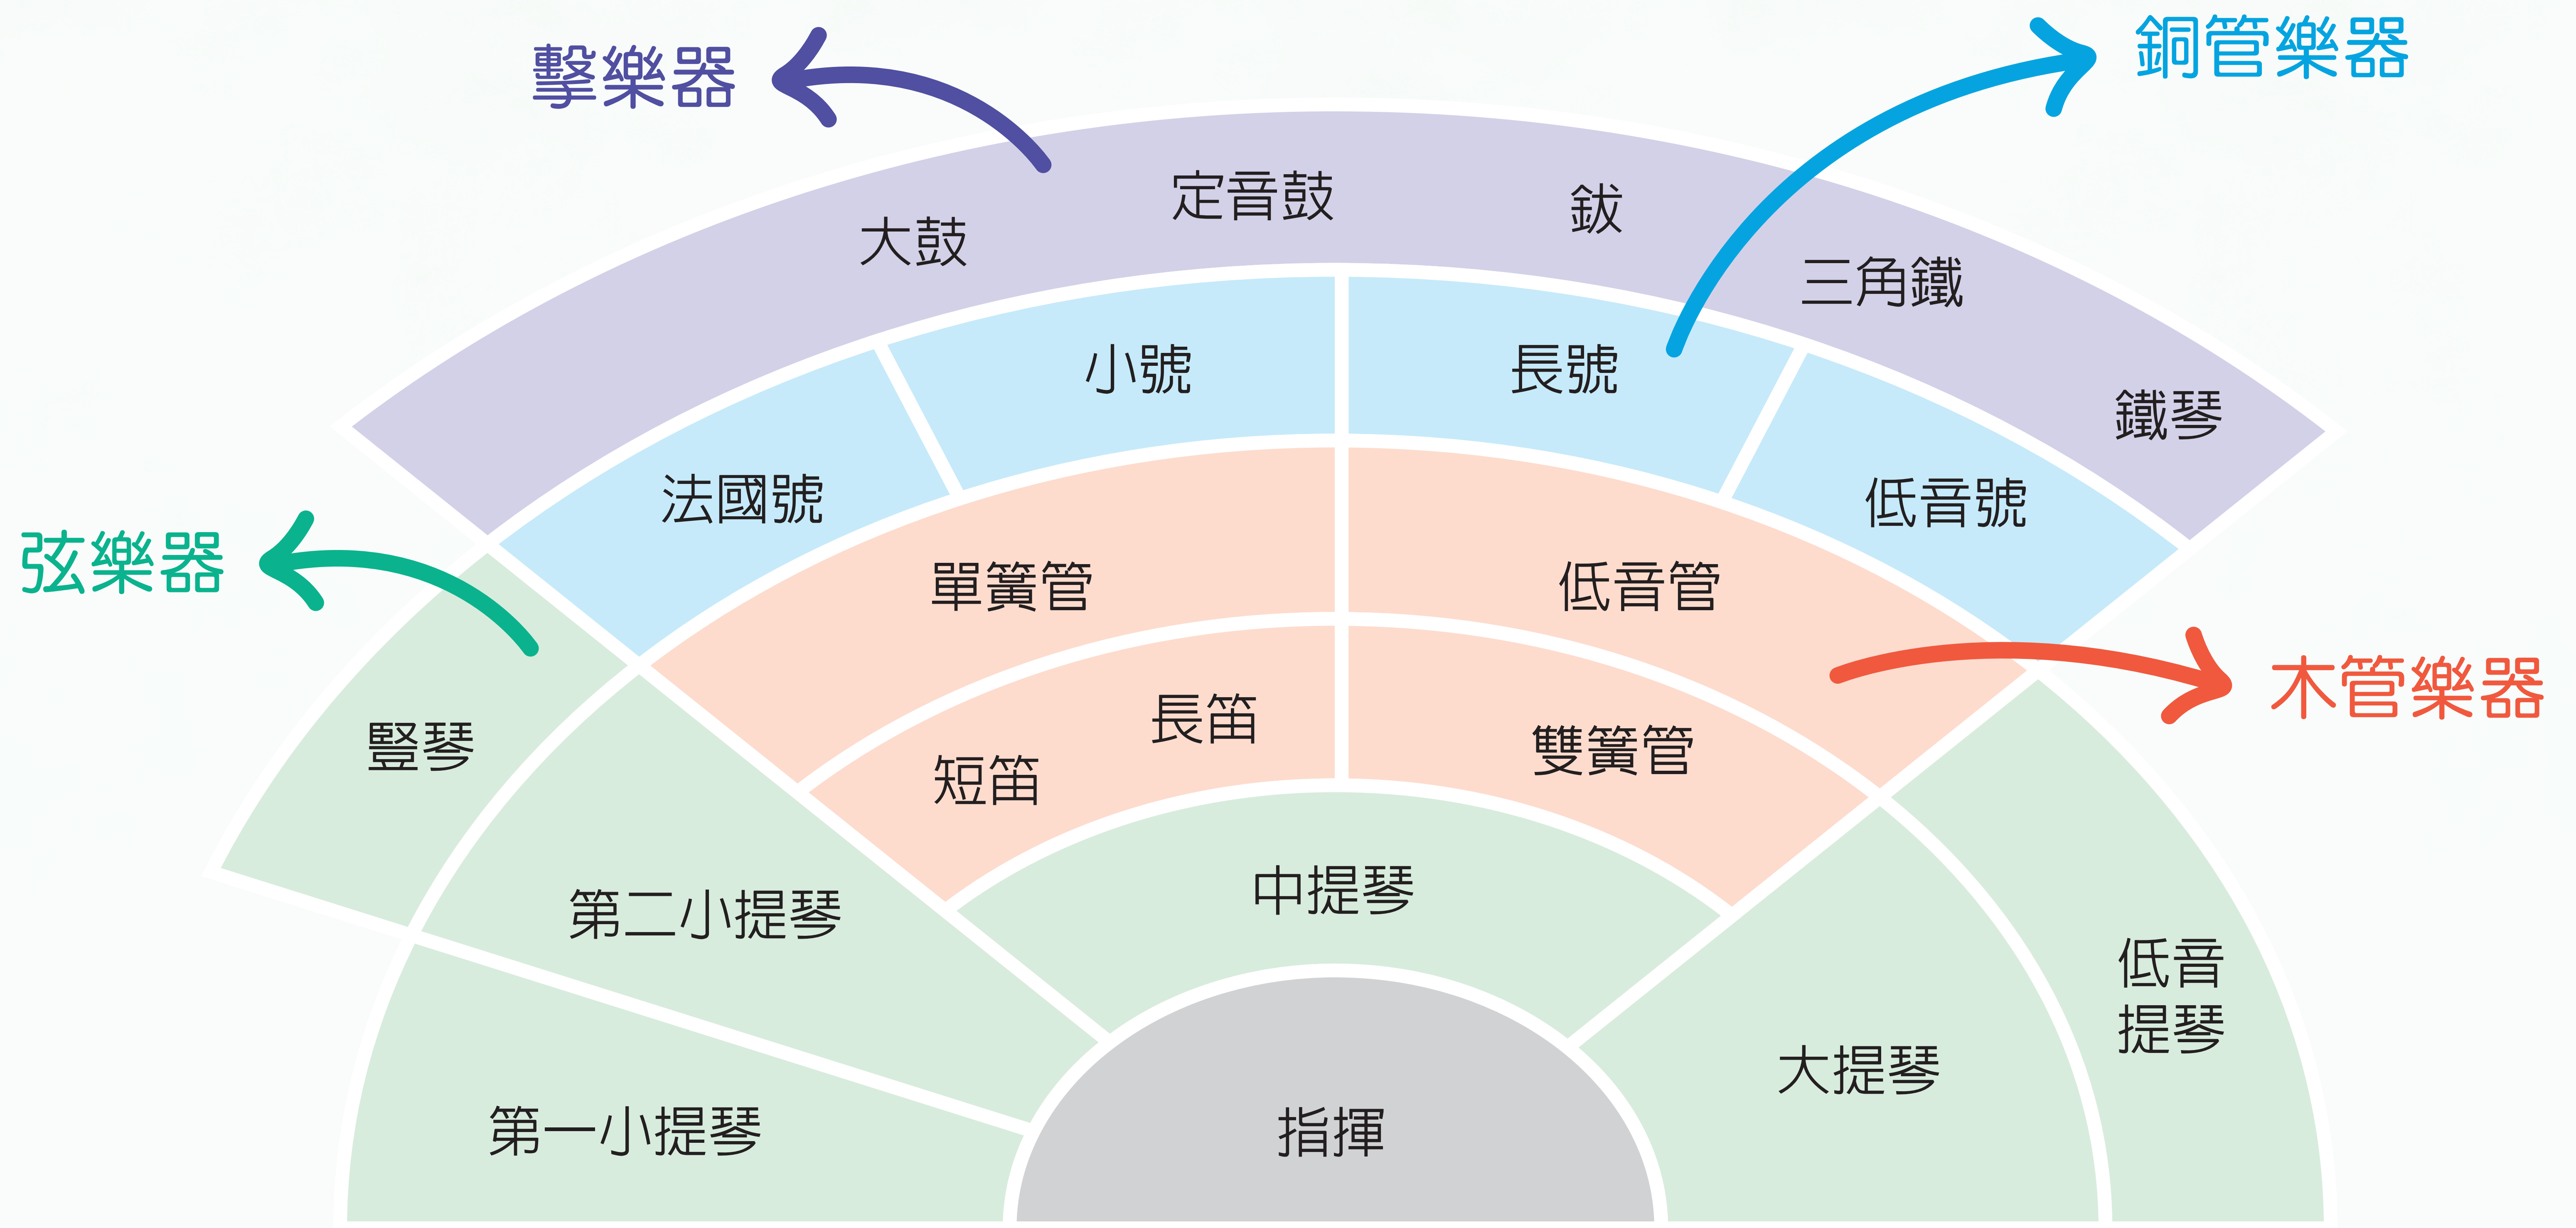 擊樂器
銅管樂器
大鼓
定音鼓
鈸
三角鐵
鐵琴
法國號
小號
長號
低音號
弦樂器
單簧管
低音管
木管樂器
豎琴
短笛
長笛
雙簧管
第二小提琴
中提琴
低音
提琴
大提琴
第一小提琴
指揮